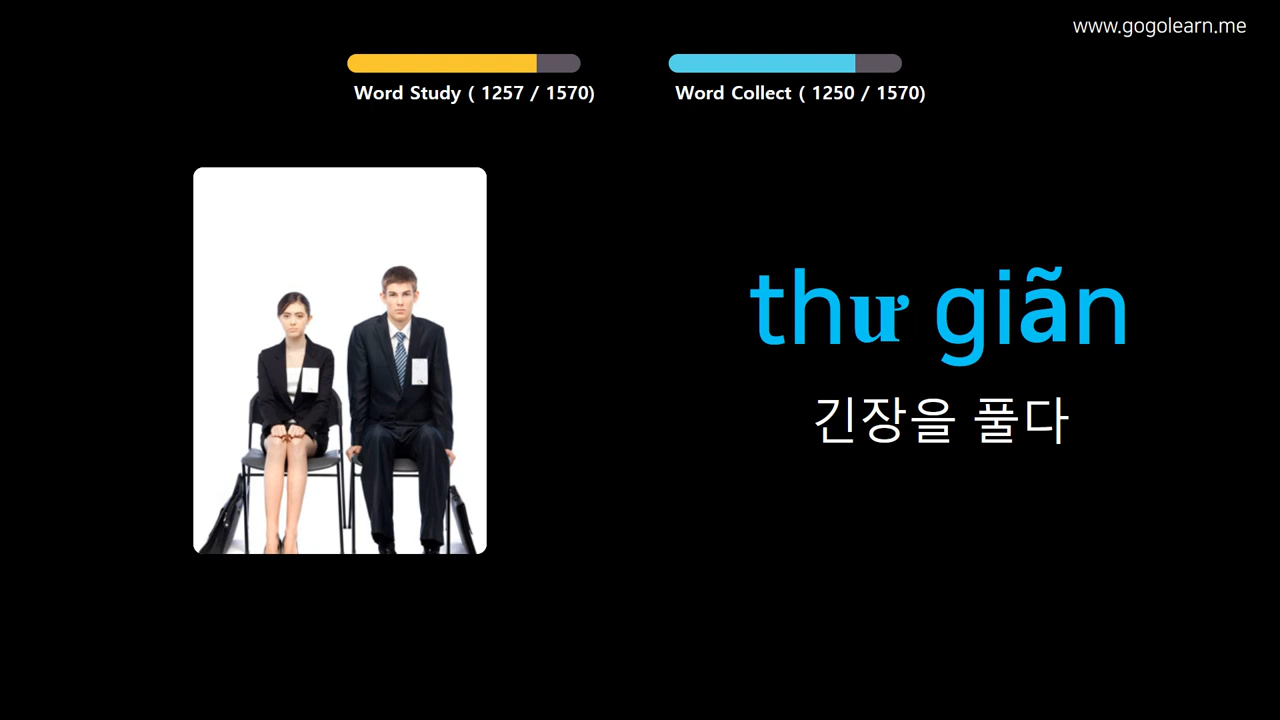 www.gogolearn.me
Word Study ( 1257 / 1570)
Word Collect ( 1250 / 1570)
thư giãn
긴장을 풀다